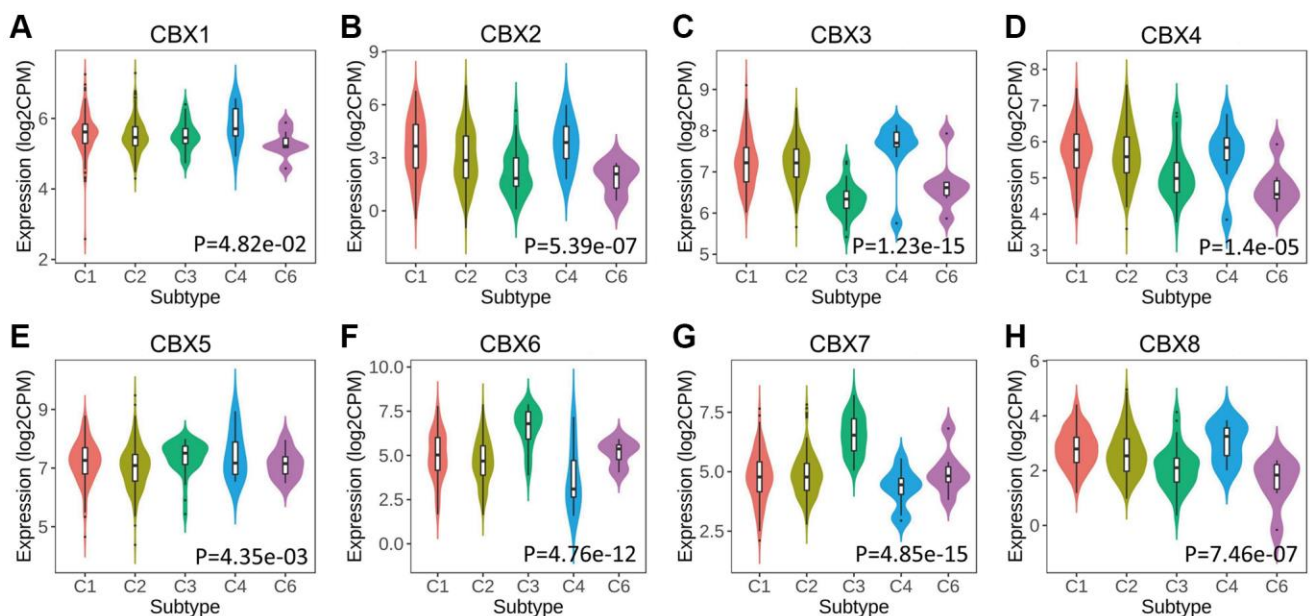 A
CBX1
Expression (log2CPM)
6
4
2
P=4.82e-02
C1 C2 C3 C4 C6
Subtype
B
CBX2
Expression (log2CPM)
9
6
3
0
P=5.39e-07
C1 C2 C3 C4 C6
Subtype
C
CBX3
Expression (log2CPM)
9
8
7
6
5
P=1.23e-15
C1 C2 C3 C4 C6
Subtype
D
CBX4
Expression (log2CPM)
8
7
6
5
4
3
P=1.4e-05
C1 C2 C3 C4 C6
Subtype
E
CBX5
Expression (log2CPM)
9
7
5
P=4.35e-03
C1 C2 C3 C4 C6
Subtype
F
CBX6
Expression (log2CPM)
10.0
7.5
5.0
2.5
0.0
P=4.76e-12
C1 C2 C3 C4 C6
Subtype
G
CBX7
Expression (log2CPM)
7.5
5.0
2.5
P=4.85e-15
C1 C2 C3 C4 C6
Subtype
H
CBX8
Expression (log2CPM)
6
4
2
0
P=7.46e-07
C1 C2 C3 C4 C6
Subtype